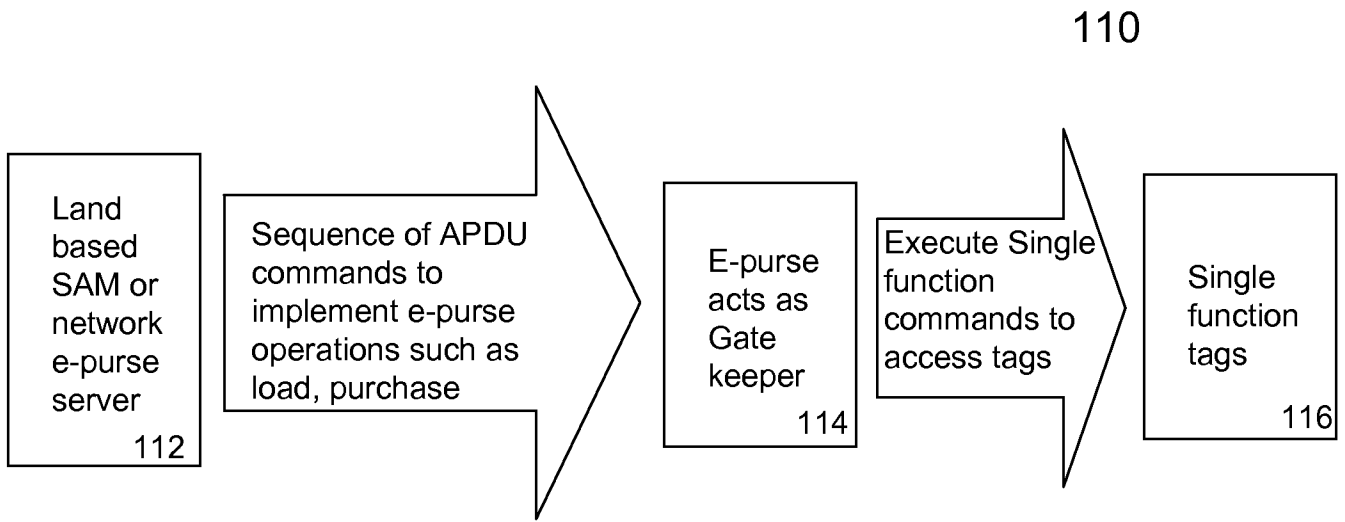 110
Land
based
SAM or
network
e-purse
server
112
Sequence of APDU
commands to
implement e-purse
operations such as
load, purchase
E-purse
acts as
Gate
keeper
114
Execute Single
function
commands to
access tags
Single
function
tags
116